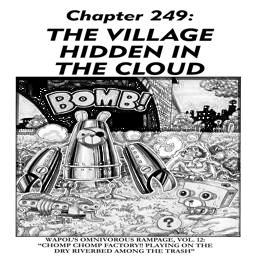 Chapter 249:
THE VILLAGE
HIDDEN IN
THE CLOUD
BOMB!
?
WAPOL'S OMNIVOROUS RAMPAGE, VOL. 12:
"CHOMP CHOMP FACTORY!! PLAYING ON THE
DRY RIVERBED AMONG THE TRASH"